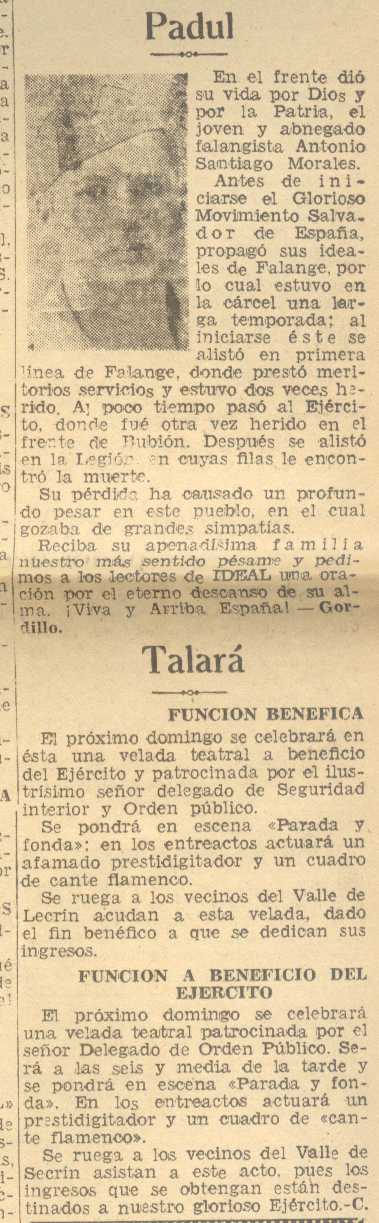 Padul
En el frente dió
su vida por Dios y
por la Patria, el
joven y abnegado
falangista Antonio
Santiago Morales.
Antes de ini-
ciarse el Glorioso
Movimiento Salva-
dor de España,
propagó sus idea-
les de Falange, por
lo cual estuvo en
la cárcel una lar-
ga temporada; al
iniciarse éste se
alistó en primera
línea de Falange, donde prestó meri-
torios servicios y estuvo dos veces he-
rido. Al poco tiempo pasó al Ejérci-
to, donde fué otra vez herido en el
frente de Bubión. Después se alistó
en la Legión, en cuyas filas le encon-
tró la muerte.
Su pérdida ha causado un profun-
do pesar en este pueblo, en el cual
gozaba de grandes simpatías.
Reciba su apenadísima familia
nuestro más sentido pésame y pedi-
mos a los lectores de IDEAL una ora-
ción por el eterno descanso de su al-
ma. ¡Viva y Arriba España! — Gor-
dillo.
Talará
FUNCION BENEFICA
El próximo domingo se celebrará en
ésta una velada teatral a beneficio
del Ejército y patrocinada por el ilus-
trísimo señor delegado de Seguridad
interior y Orden público.
Se pondrá en escena «Parada y
fonda»; en los entreactos actuará un
afamado prestidigitador y un cuadro
de cante flamenco.
Se ruega a los vecinos del Valle de
Lecrín acudan a esta velada, dado
el fin benéfico a que se dedican sus
ingresos.
FUNCION A BENEFICIO DEL
EJERCITO
El próximo domingo se celebrará
una velada teatral patrocinada por el
señor Delegado de Orden Público. Se-
rá a las seis y media de la tarde y
se pondrá en escena «Parada y fon-
da». En los entreactos actuará un
prestidigitador y un cuadro de «can-
te flamenco».
Se ruega a los vecinos del Valle de
Secrín asistan a este acto, pues los
ingresos que se obtengan están des-
tinados a nuestro glorioso Ejército.-C.